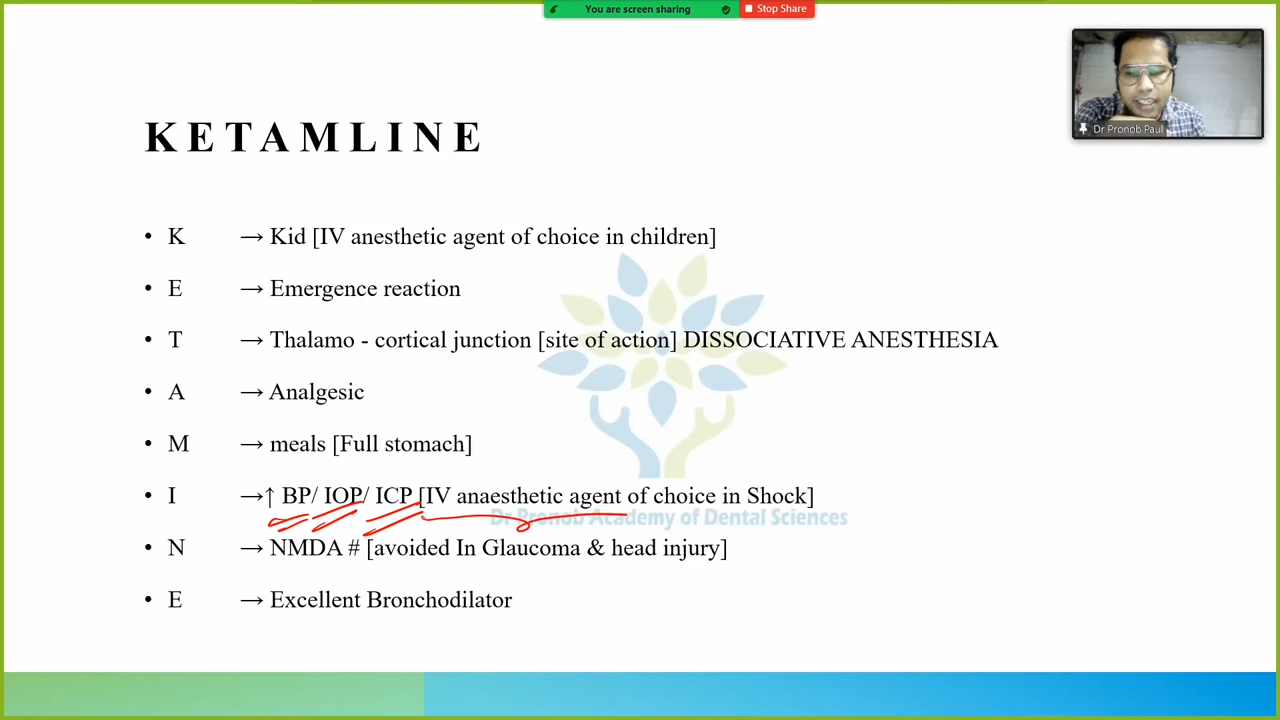 You are screen sharing Stop Share
Dr Pronob Paul
K E T A M L I N E
• K → Kid [IV anesthetic agent of choice in children]
• E → Emergence reaction
• T → Thalamo - cortical junction [site of action] DISSOCIATIVE ANESTHESIA
• A → Analgesic
• M → meals [Full stomach]
• I →↑ BP/ IOP/ ICP [IV anaesthetic agent of choice in Shock]
Dr Pronob Academy of Dental Sciences
• N → NMDA # [avoided In Glaucoma & head injury]
• E → Excellent Bronchodilator